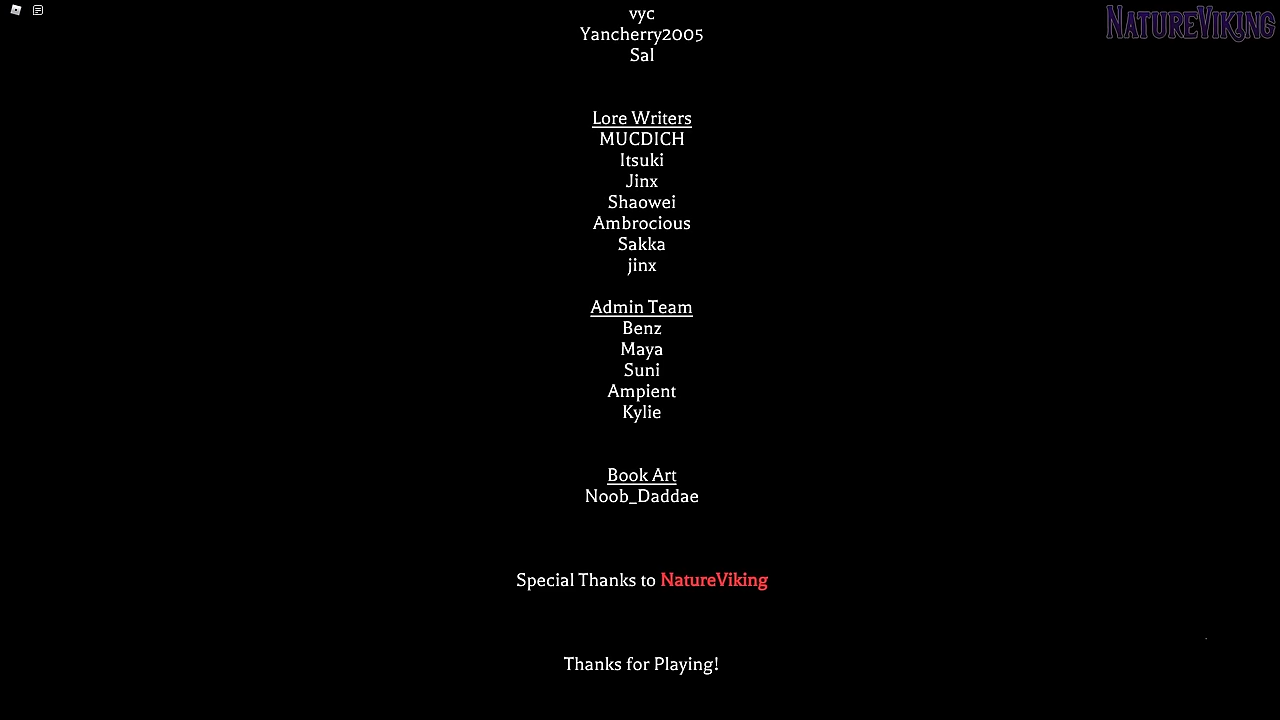 NatureViking
vyc
Yancherry2005
Sal
Lore Writers
MUCDICH
Itsuki
Jinx
Shaowei
Ambrocious
Sakka
jinx
Admin Team
Benz
Maya
Suni
Ampient
Kylie
Book Art
Noob_Daddae
Special Thanks to NatureViking
Thanks for Playing!